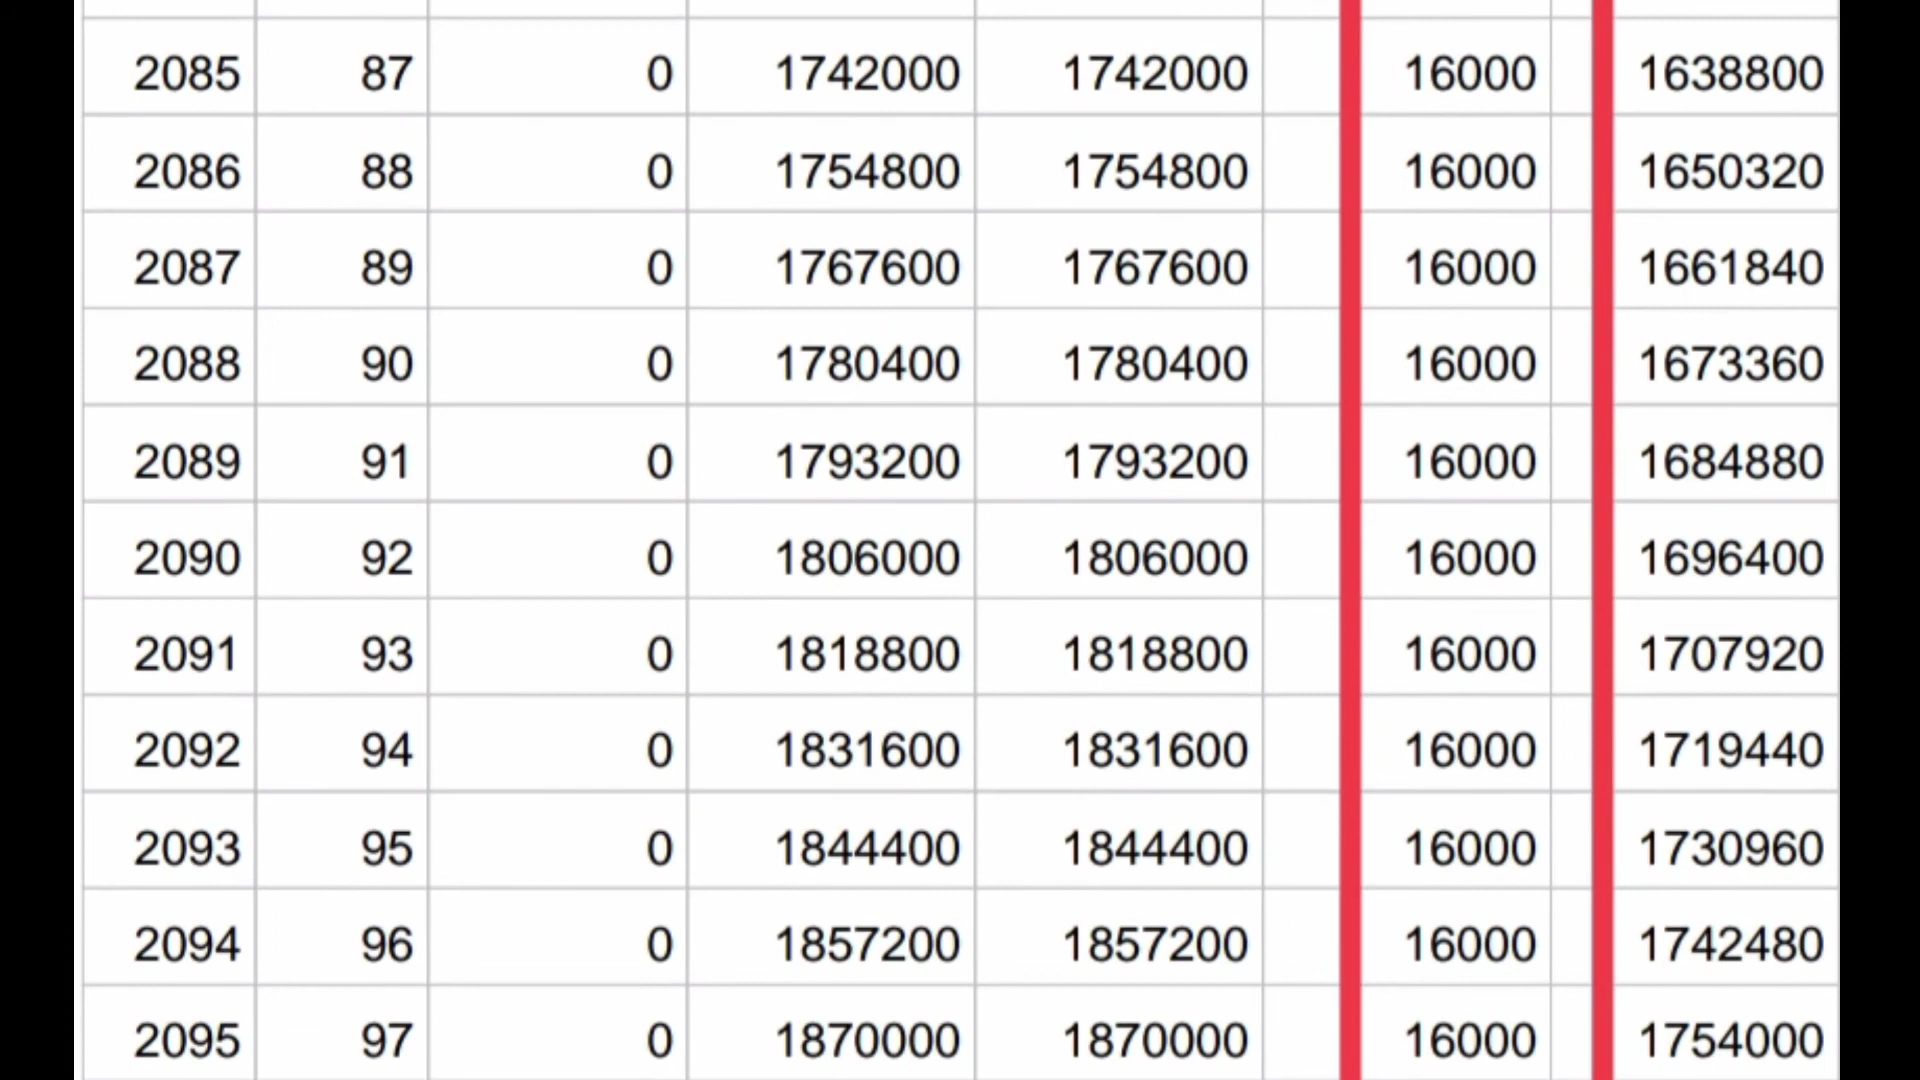 2085 87 0 1742000 1742000 16000 1638800
2086 88 0 1754800 1754800 16000 1650320
2087 89 0 1767600 1767600 16000 1661840
2088 90 0 1780400 1780400 16000 1673360
2089 91 0 1793200 1793200 16000 1684880
2090 92 0 1806000 1806000 16000 1696400
2091 93 0 1818800 1818800 16000 1707920
2092 94 0 1831600 1831600 16000 1719440
2093 95 0 1844400 1844400 16000 1730960
2094 96 0 1857200 1857200 16000 1742480
2095 97 0 1870000 1870000 16000 1754000